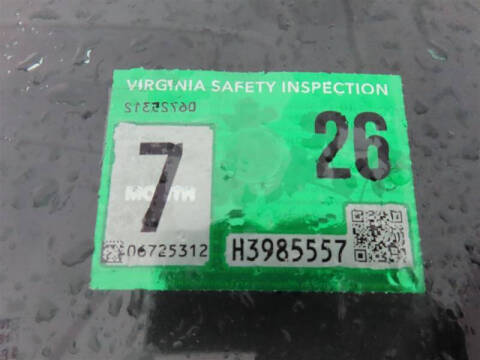 VIRGINIA SAFETY INSPECTION
06725312
7 26
MONTH
06725312 H3985557